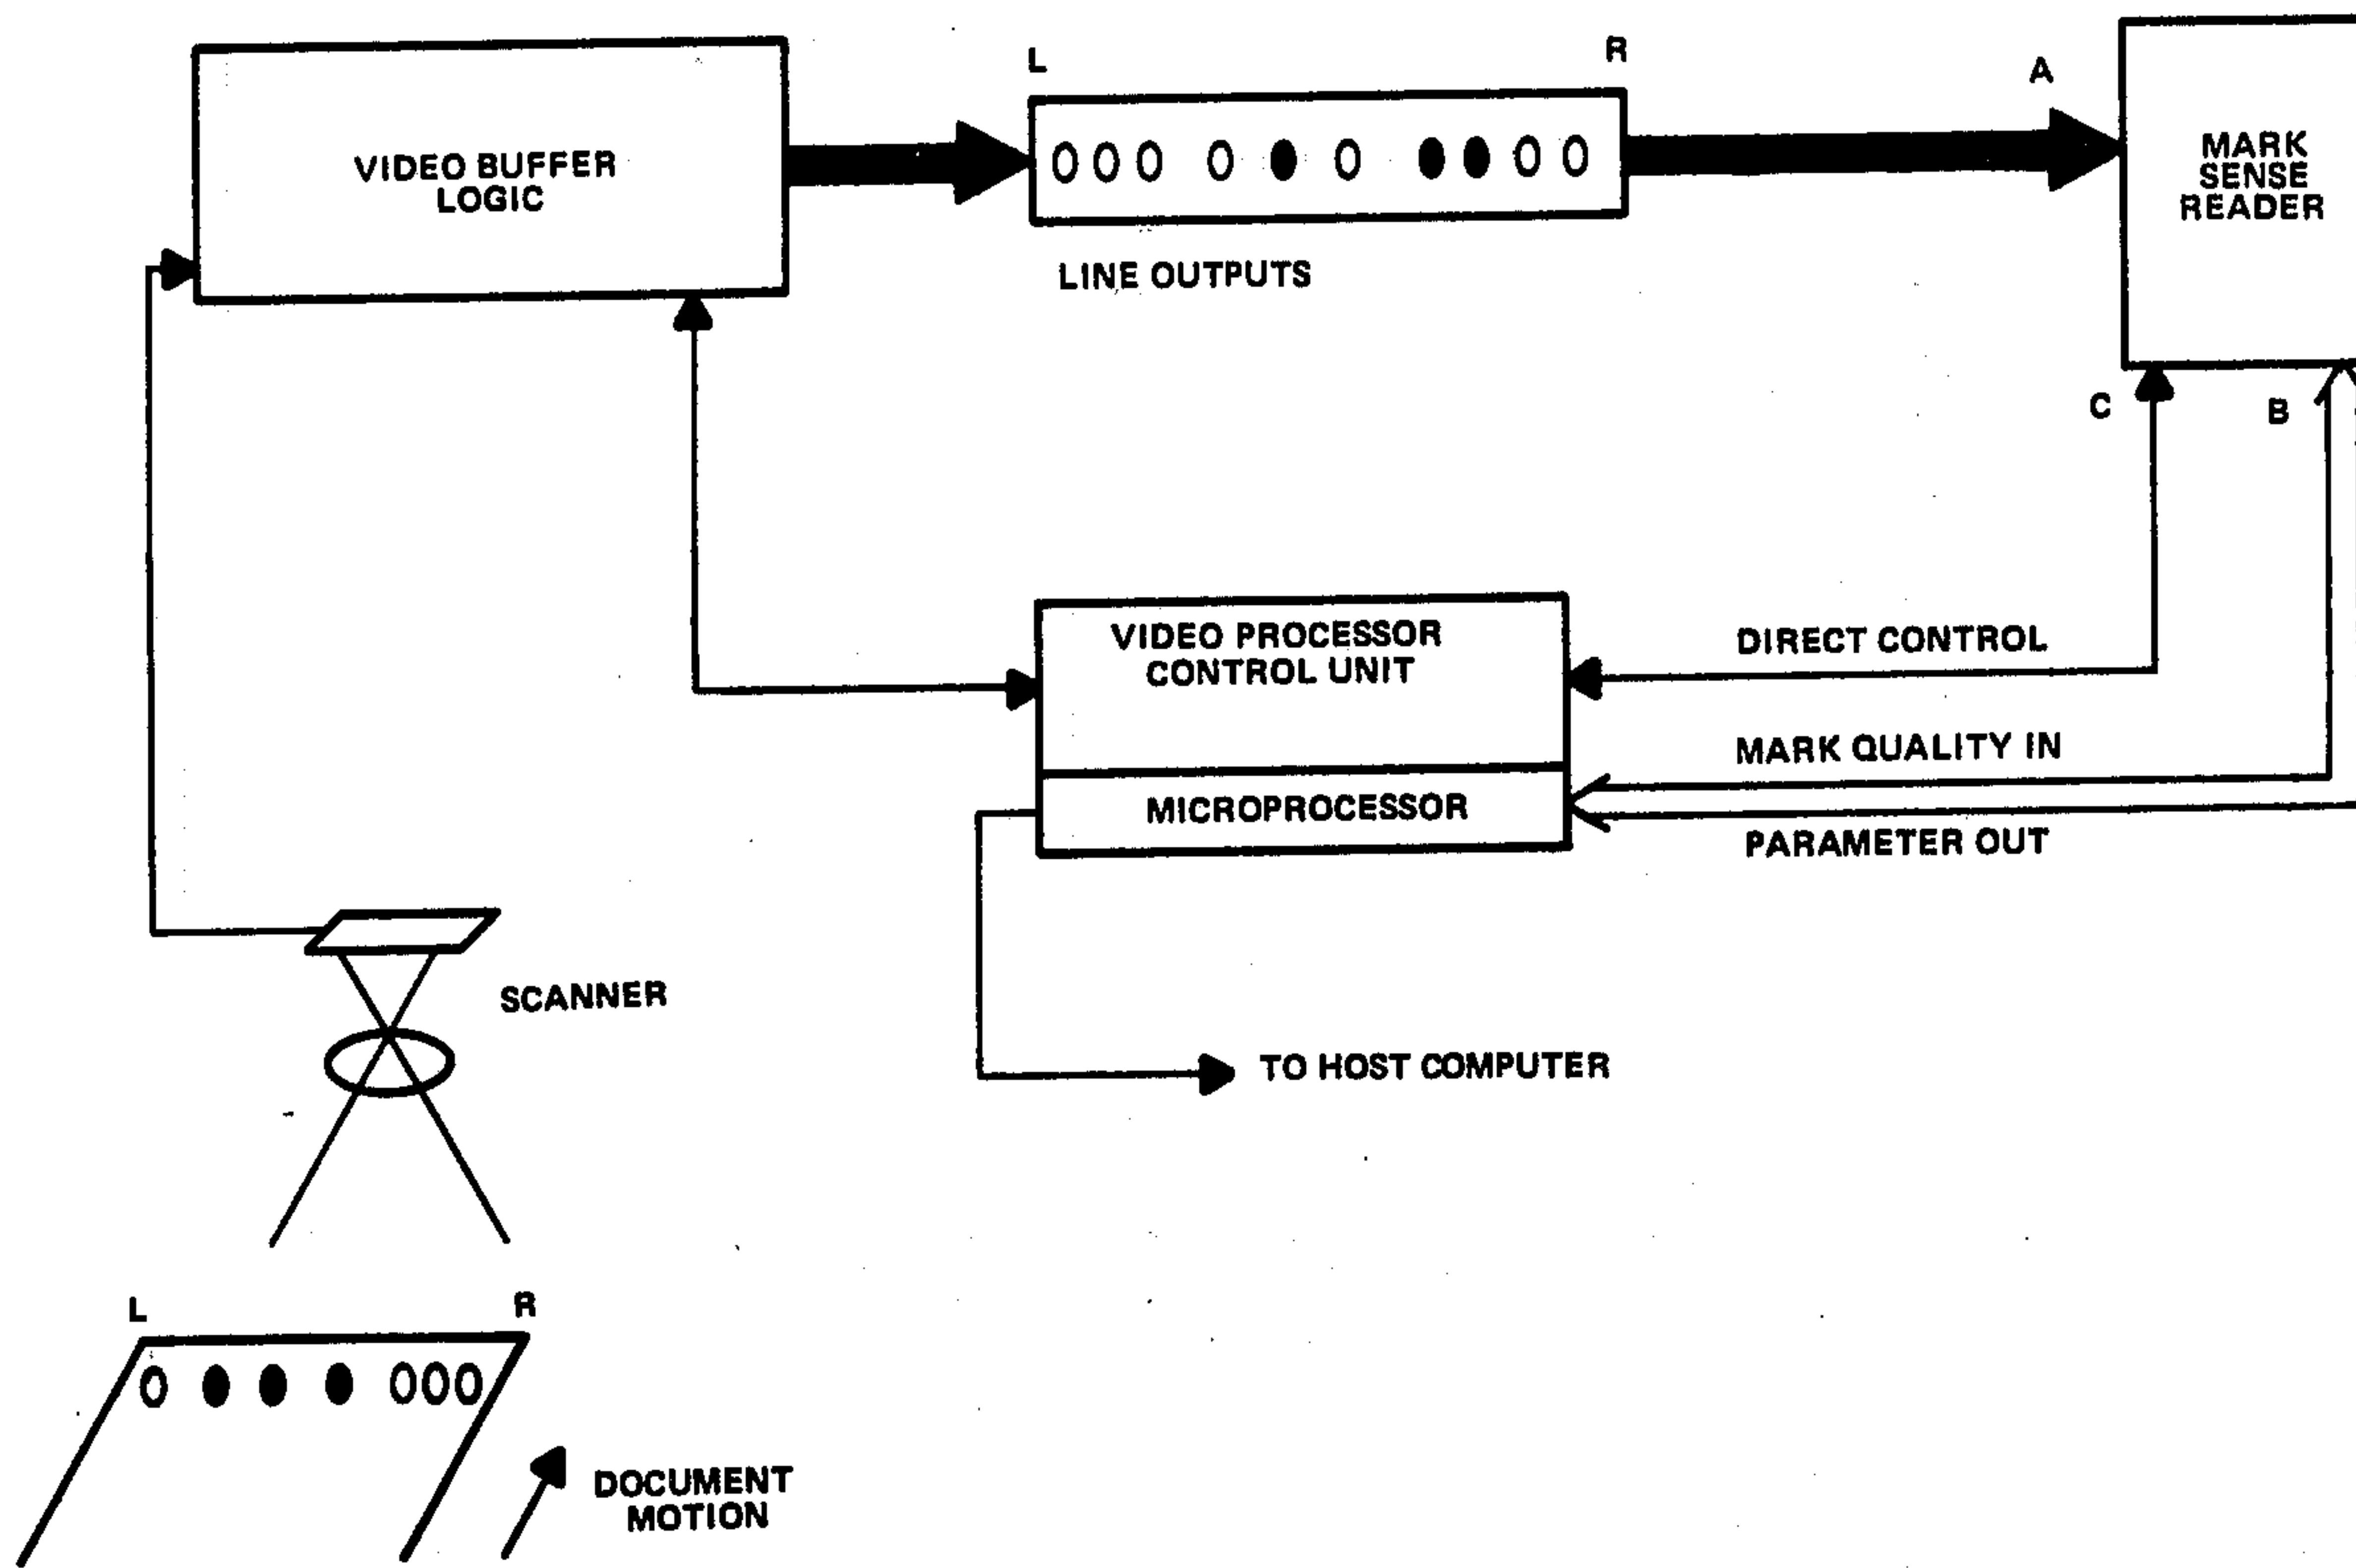 L
R
A
VIDEO BUFFER
LOGIC
MARK
SENSE
READER
LINE OUTPUTS
C
B
VIDEO PROCESSOR
CONTROL UNIT
DIRECT CONTROL
MARK QUALITY IN
MICROPROCESSOR
PARAMETER OUT
SCANNER
TO HOST COMPUTER
L
R
DOCUMENT
MOTION